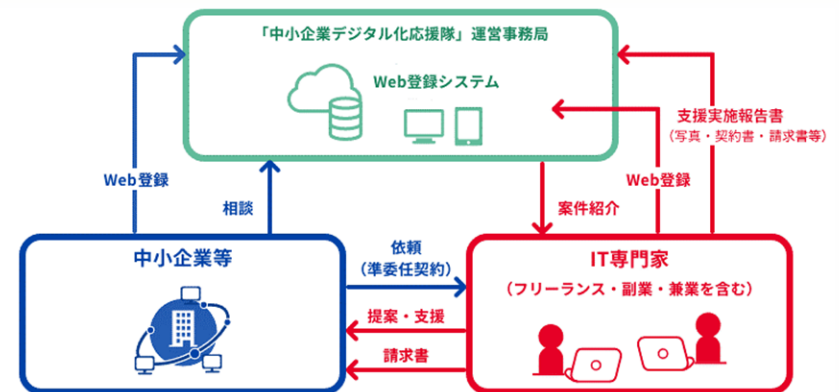 「中小企業デジタル化応援隊」運営事務局
Web登録システム
支援実施報告書
（写真・契約書・請求書等）
Web登録
Web登録
相談
案件紹介
中小企業等
依頼
（準委任契約）
提案・支援
請求書
IT専門家
（フリーランス・副業・兼業を含む）